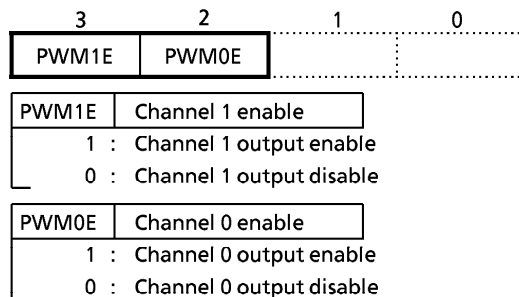 3 2 1 0
PWM1E PWM0E
PWM1E Channel 1 enable
1 : Channel 1 output enable
0 : Channel 1 output disable
PWM0E Channel 0 enable
1 : Channel 0 output enable
0 : Channel 0 output disable